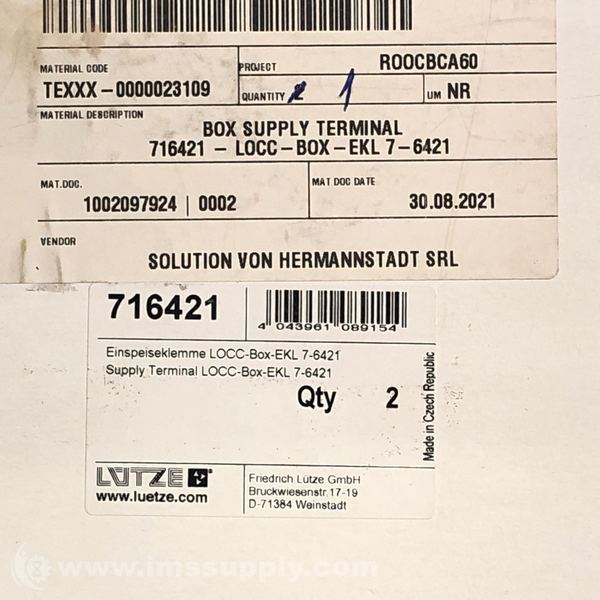 MATERIAL CODE
TEXXX-0000023109
PROJECT
ROOCBCA60
QUANTITY 1
UM NR
MATERIAL DESCRIPTION
BOX SUPPLY TERMINAL
716421 - LOCC-BOX-EKL 7-6421
MAT.DOC.
1002097924 | 0002
MAT DOC DATE
30.08.2021
VENDOR
SOLUTION VON HERMANNSTADT SRL
716421
4 043961 089154
Einspeiseklemme LOCC-Box-EKL 7-6421
Supply Terminal LOCC-Box-EKL 7-6421
Qty 2
Made in Czech Republic
LÜTZE
www.luetze.com
Friedrich Lütze GmbH
Bruckwiesenstr.17-19
D-71384 Weinstadt
www.imssupply.com